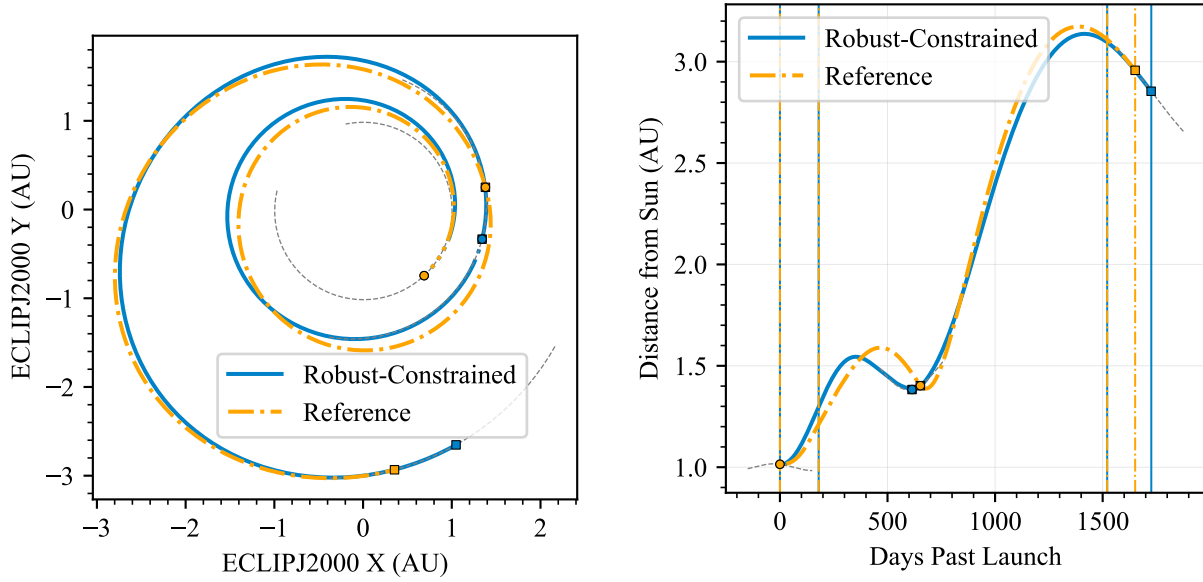 ECLIPJ2000 Y (AU)
1
0
−1
−2
−3
−3
−2
−1
0
1
2
ECLIPJ2000 X (AU)
Robust-Constrained
Reference
Distance from Sun (AU)
3.0
2.5
2.0
1.5
1.0
0
500
1000
1500
Days Past Launch
Robust-Constrained
Reference